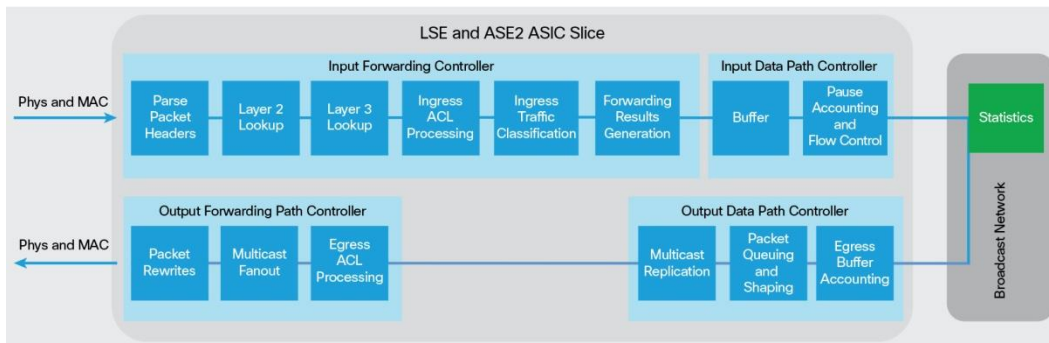 LSE and ASE2 ASIC Slice
Input Forwarding Controller
Input Data Path Controller
Phys and MAC
Parse
Packet
Headers
Layer 2
Lookup
Layer 3
Lookup
Ingress
ACL
Processing
Ingress
Traffic
Classification
Forwarding
Results
Generation
Buffer
Pause
Accounting
and
Flow Control
Statistics
Broadcast Network
Output Forwarding Path Controller
Output Data Path Controller
Phys and MAC
Packet
Rewrites
Multicast
Fanout
Egress
ACL
Processing
Multicast
Replication
Packet
Queuing
and
Shaping
Egress
Buffer
Accounting